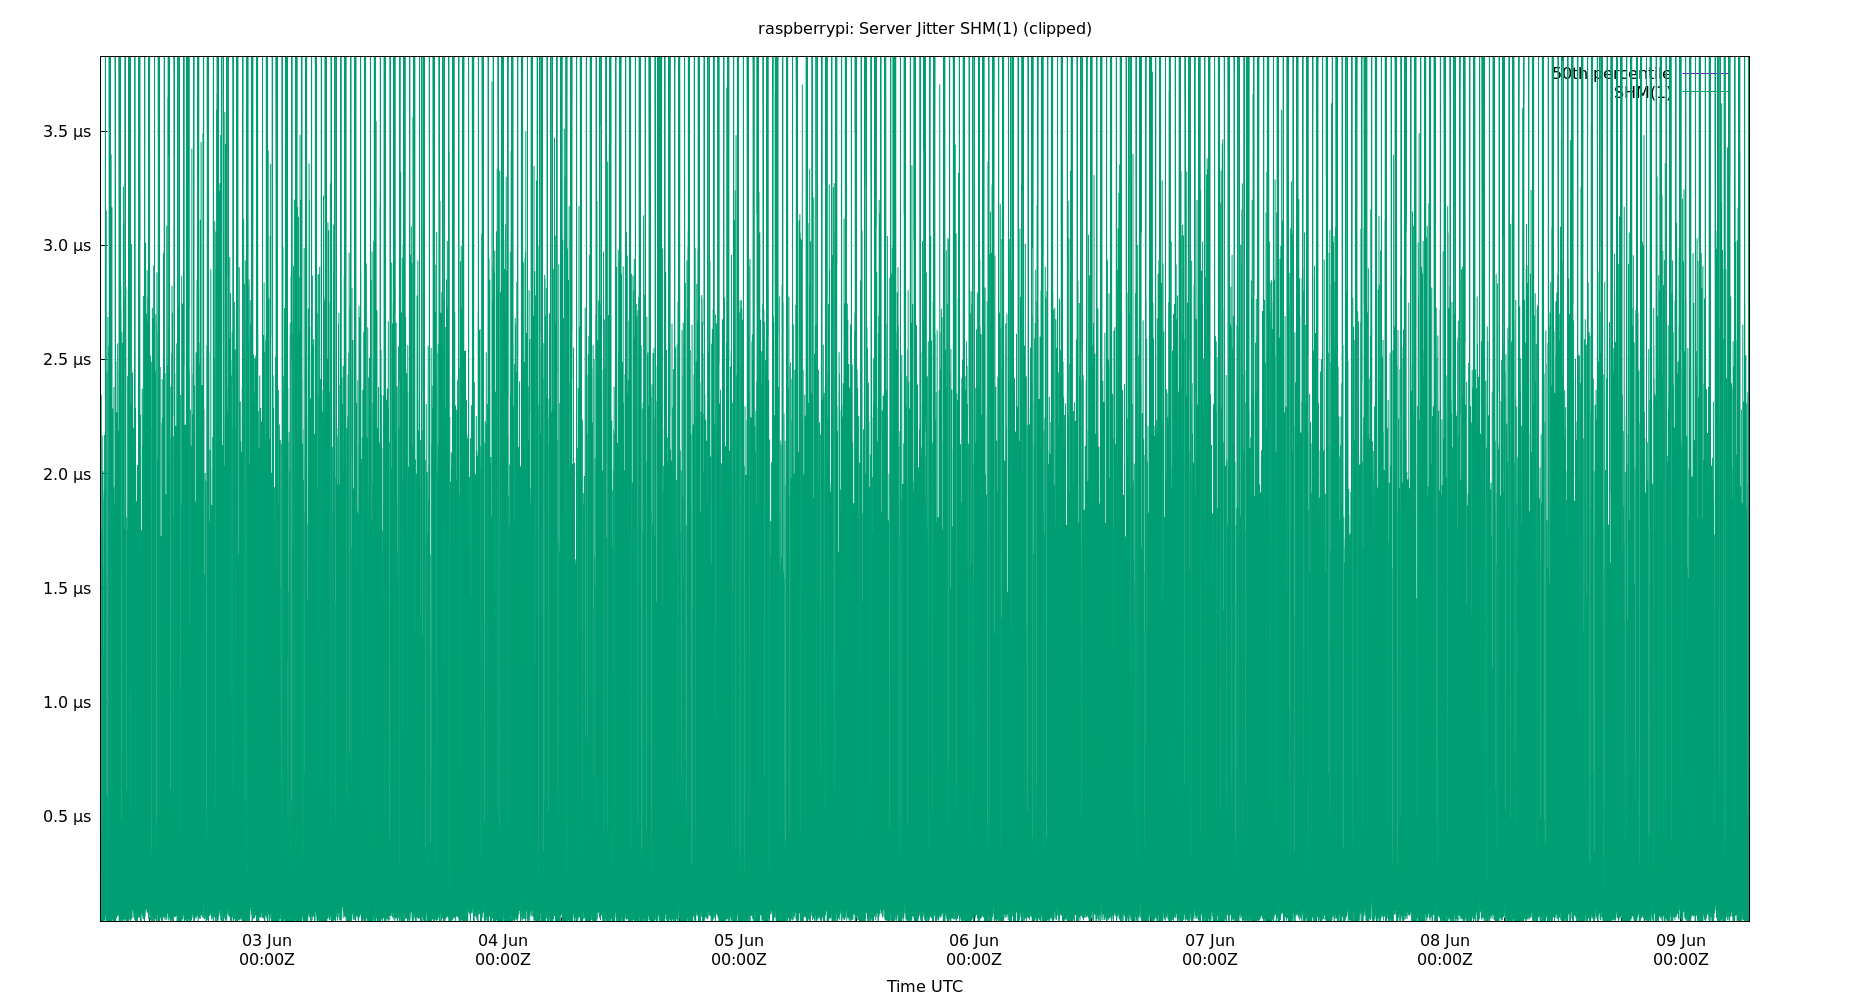 raspberrypi: Server Jitter SHM(1) (clipped)
50th percentile
SHM(1)
3.5 µs
3.0 µs
2.5 µs
2.0 µs
1.5 µs
1.0 µs
0.5 µs
03 Jun 04 Jun 05 Jun 06 Jun 07 Jun 08 Jun 09 Jun
00:00Z 00:00Z 00:00Z 00:00Z 00:00Z 00:00Z 00:00Z
Time UTC